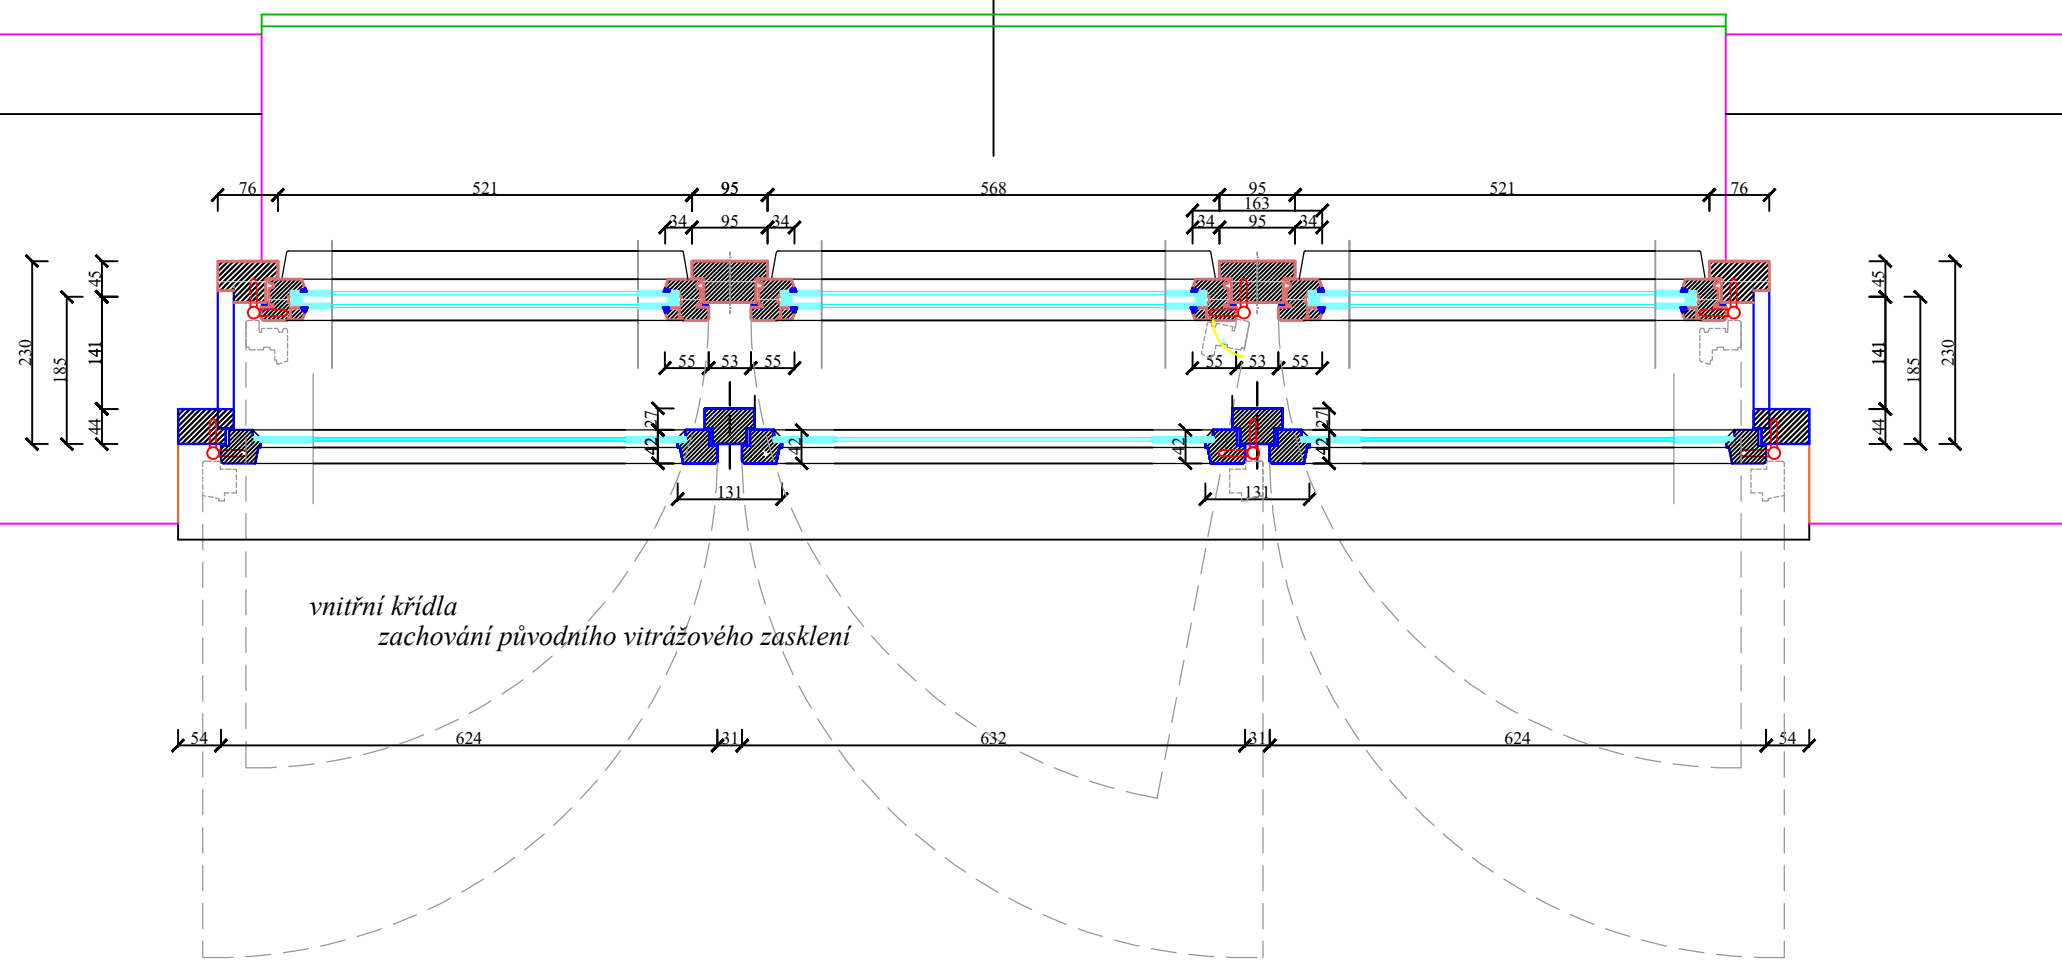 76 521 95 568 95 521 76
163
34 95 34 34 95 34
45 45
230 185 141 141 185 230
55 53 55 55 53 55
44 27 27 44
42 42 42 42
131 131
vnitřní křídla
zachování původního vitrážového zasklení
54 624 31 632 31 624 54